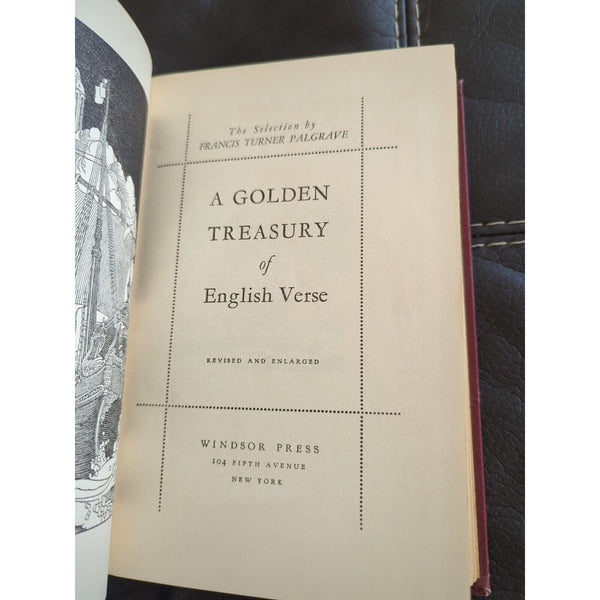 The Selection by
FRANCIS TURNER PALGRAVE
A GOLDEN
TREASURY
of
English Verse
REVISED AND ENLARGED
WINDSOR PRESS
104 FIFTH AVENUE
NEW YORK